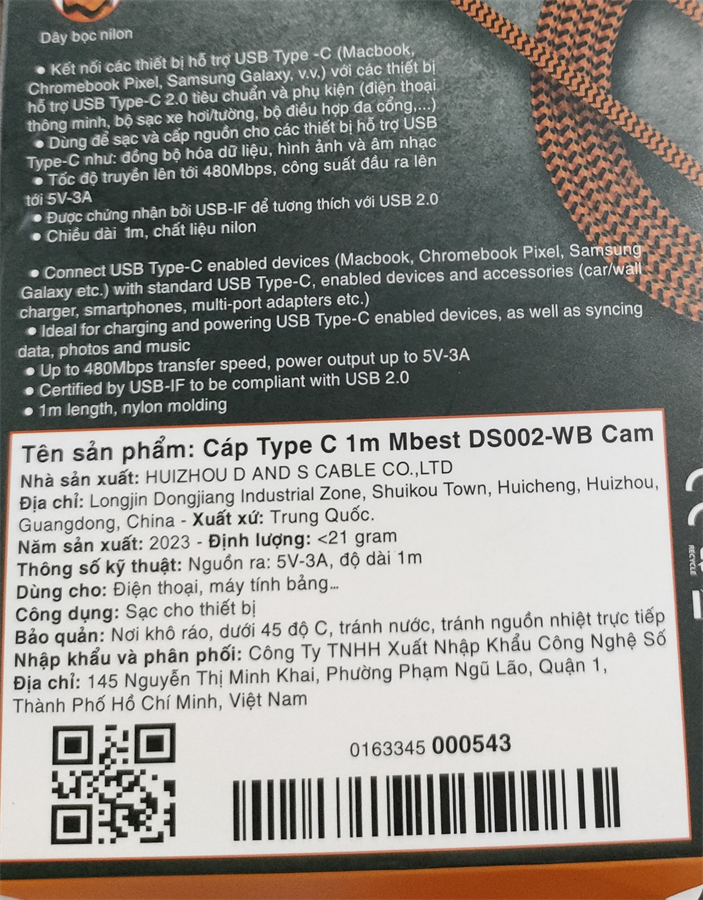 Dây bọc nilon
● Kết nối các thiết bị hỗ trợ USB Type -C (Macbook,
Chromebook Pixel, Samsung Galaxy, v.v.) với các thiết bị
hỗ trợ USB Type-C 2.0 tiêu chuẩn và phụ kiện (điện thoại
thông minh, bộ sạc xe hơi/tường, bộ điều hợp đa cổng,...)
● Dùng để sạc và cấp nguồn cho các thiết bị hỗ trợ USB
Type-C như: đồng bộ hóa dữ liệu, hình ảnh và âm nhạc
● Tốc độ truyền lên tới 480Mbps, công suất đầu ra lên
tới 5V-3A
● Được chứng nhận bởi USB-IF để tương thích với USB 2.0
● Chiều dài 1m, chất liệu nilon
● Connect USB Type-C enabled devices (Macbook, Chromebook Pixel, Samsung
Galaxy etc.) with standard USB Type-C, enabled devices and accessories (car/wall
charger, smartphones, multi-port adapters etc.)
● Ideal for charging and powering USB Type-C enabled devices, as well as syncing
data, photos and music
● Up to 480Mbps transfer speed, power output up to 5V-3A
● Certified by USB-IF to be compliant with USB 2.0
● 1m length, nylon molding
Tên sản phẩm: Cáp Type C 1m Mbest DS002-WB Cam
Nhà sản xuất: HUIZHOU D AND S CABLE CO.,LTD
Địa chỉ: Longjin Dongjiang Industrial Zone, Shuikou Town, Huicheng, Huizhou,
Guangdong, China - Xuất xứ: Trung Quốc.
Năm sản xuất: 2023 - Định lượng: <21 gram
Thông số kỹ thuật: Nguồn ra: 5V-3A, độ dài 1m
Dùng cho: Điện thoại, máy tính bảng...
Công dụng: Sạc cho thiết bị
Bảo quản: Nơi khô ráo, dưới 45 độ C, tránh nước, tránh nguồn nhiệt trực tiếp
Nhập khẩu và phân phối: Công Ty TNHH Xuất Nhập Khẩu Công Nghệ Số
Địa chỉ: 145 Nguyễn Thị Minh Khai, Phường Phạm Ngũ Lão, Quận 1,
Thành Phố Hồ Chí Minh, Việt Nam
0163345 000543
RECYCLE